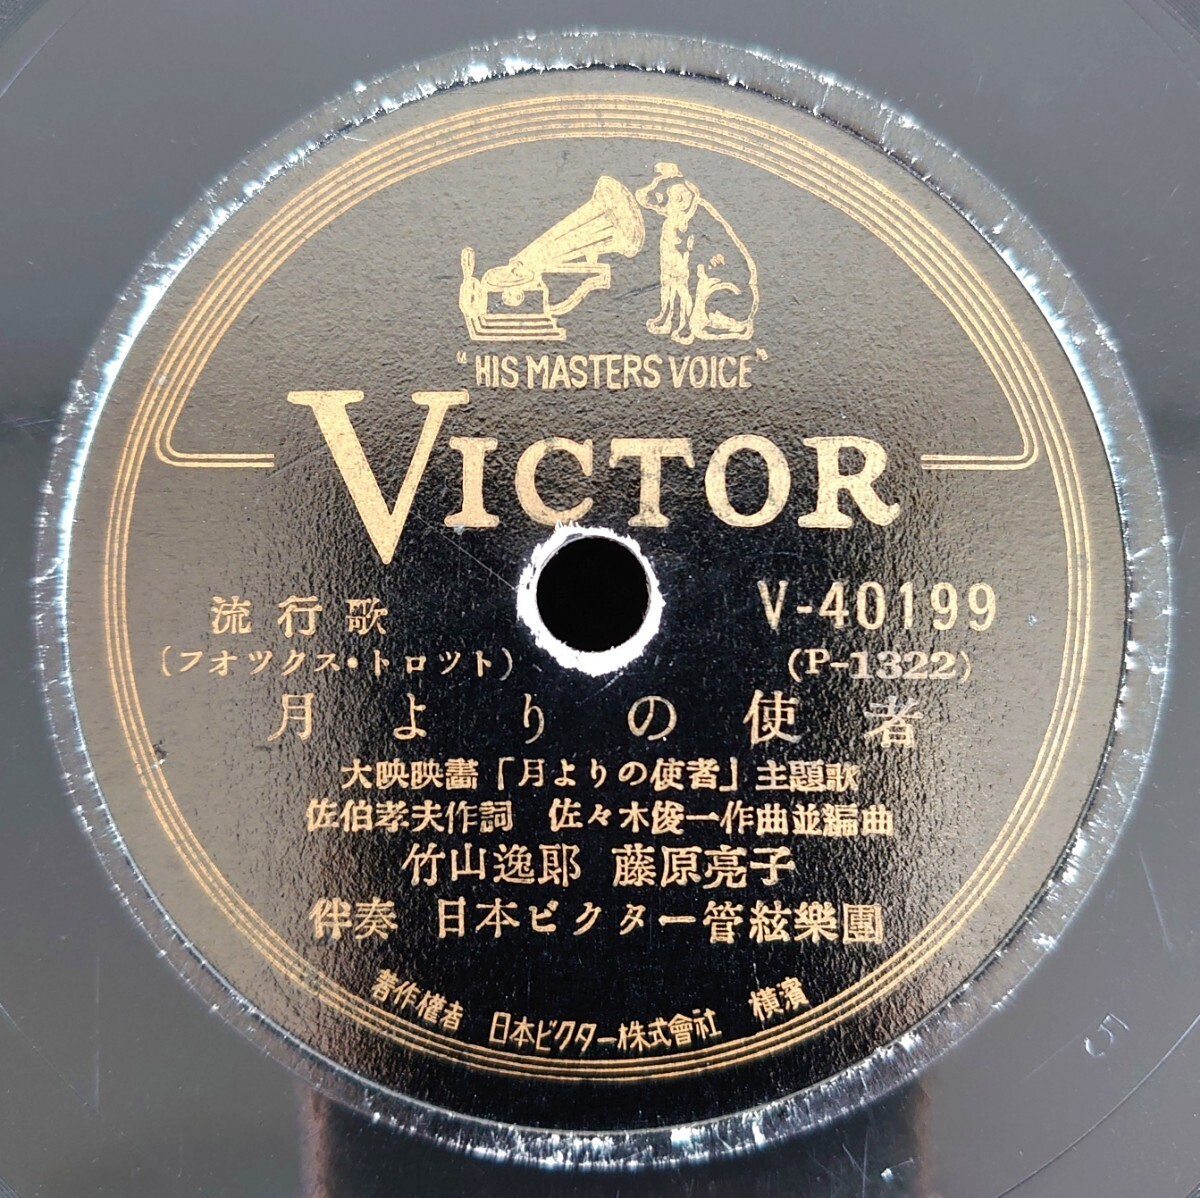 "HIS MASTERS VOICE"
VICTOR
流行歌
V-40199
(フオツクス・トロツト)
(P-1322)
月よりの使者
大映映畫「月よりの使者」主題歌
佐伯孝夫作詞 佐々木俊一作曲並編曲
竹山逸郎 藤原亮子
伴奏 日本ビクター管絃樂團
著作權者 日本ビクター株式會社 橫濱
5